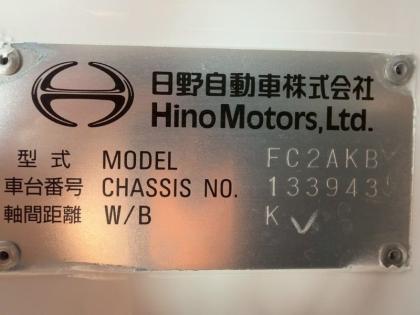 日野自動車株式会社
Hino Motors, Ltd.
型式 MODEL FC2AKB
車台番号 CHASSIS NO. 133943
軸間距離 W/B K